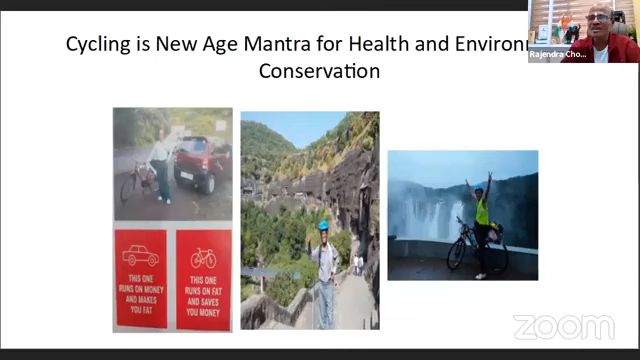 Cycling is New Age Mantra for Health and Environ
Conservation
Rajendra Cho...
THIS ONE
RUNS ON MONEY
AND MAKES
YOU FAT
THIS ONE
RUNS ON FAT
AND SAVES
YOU MONEY
zoom